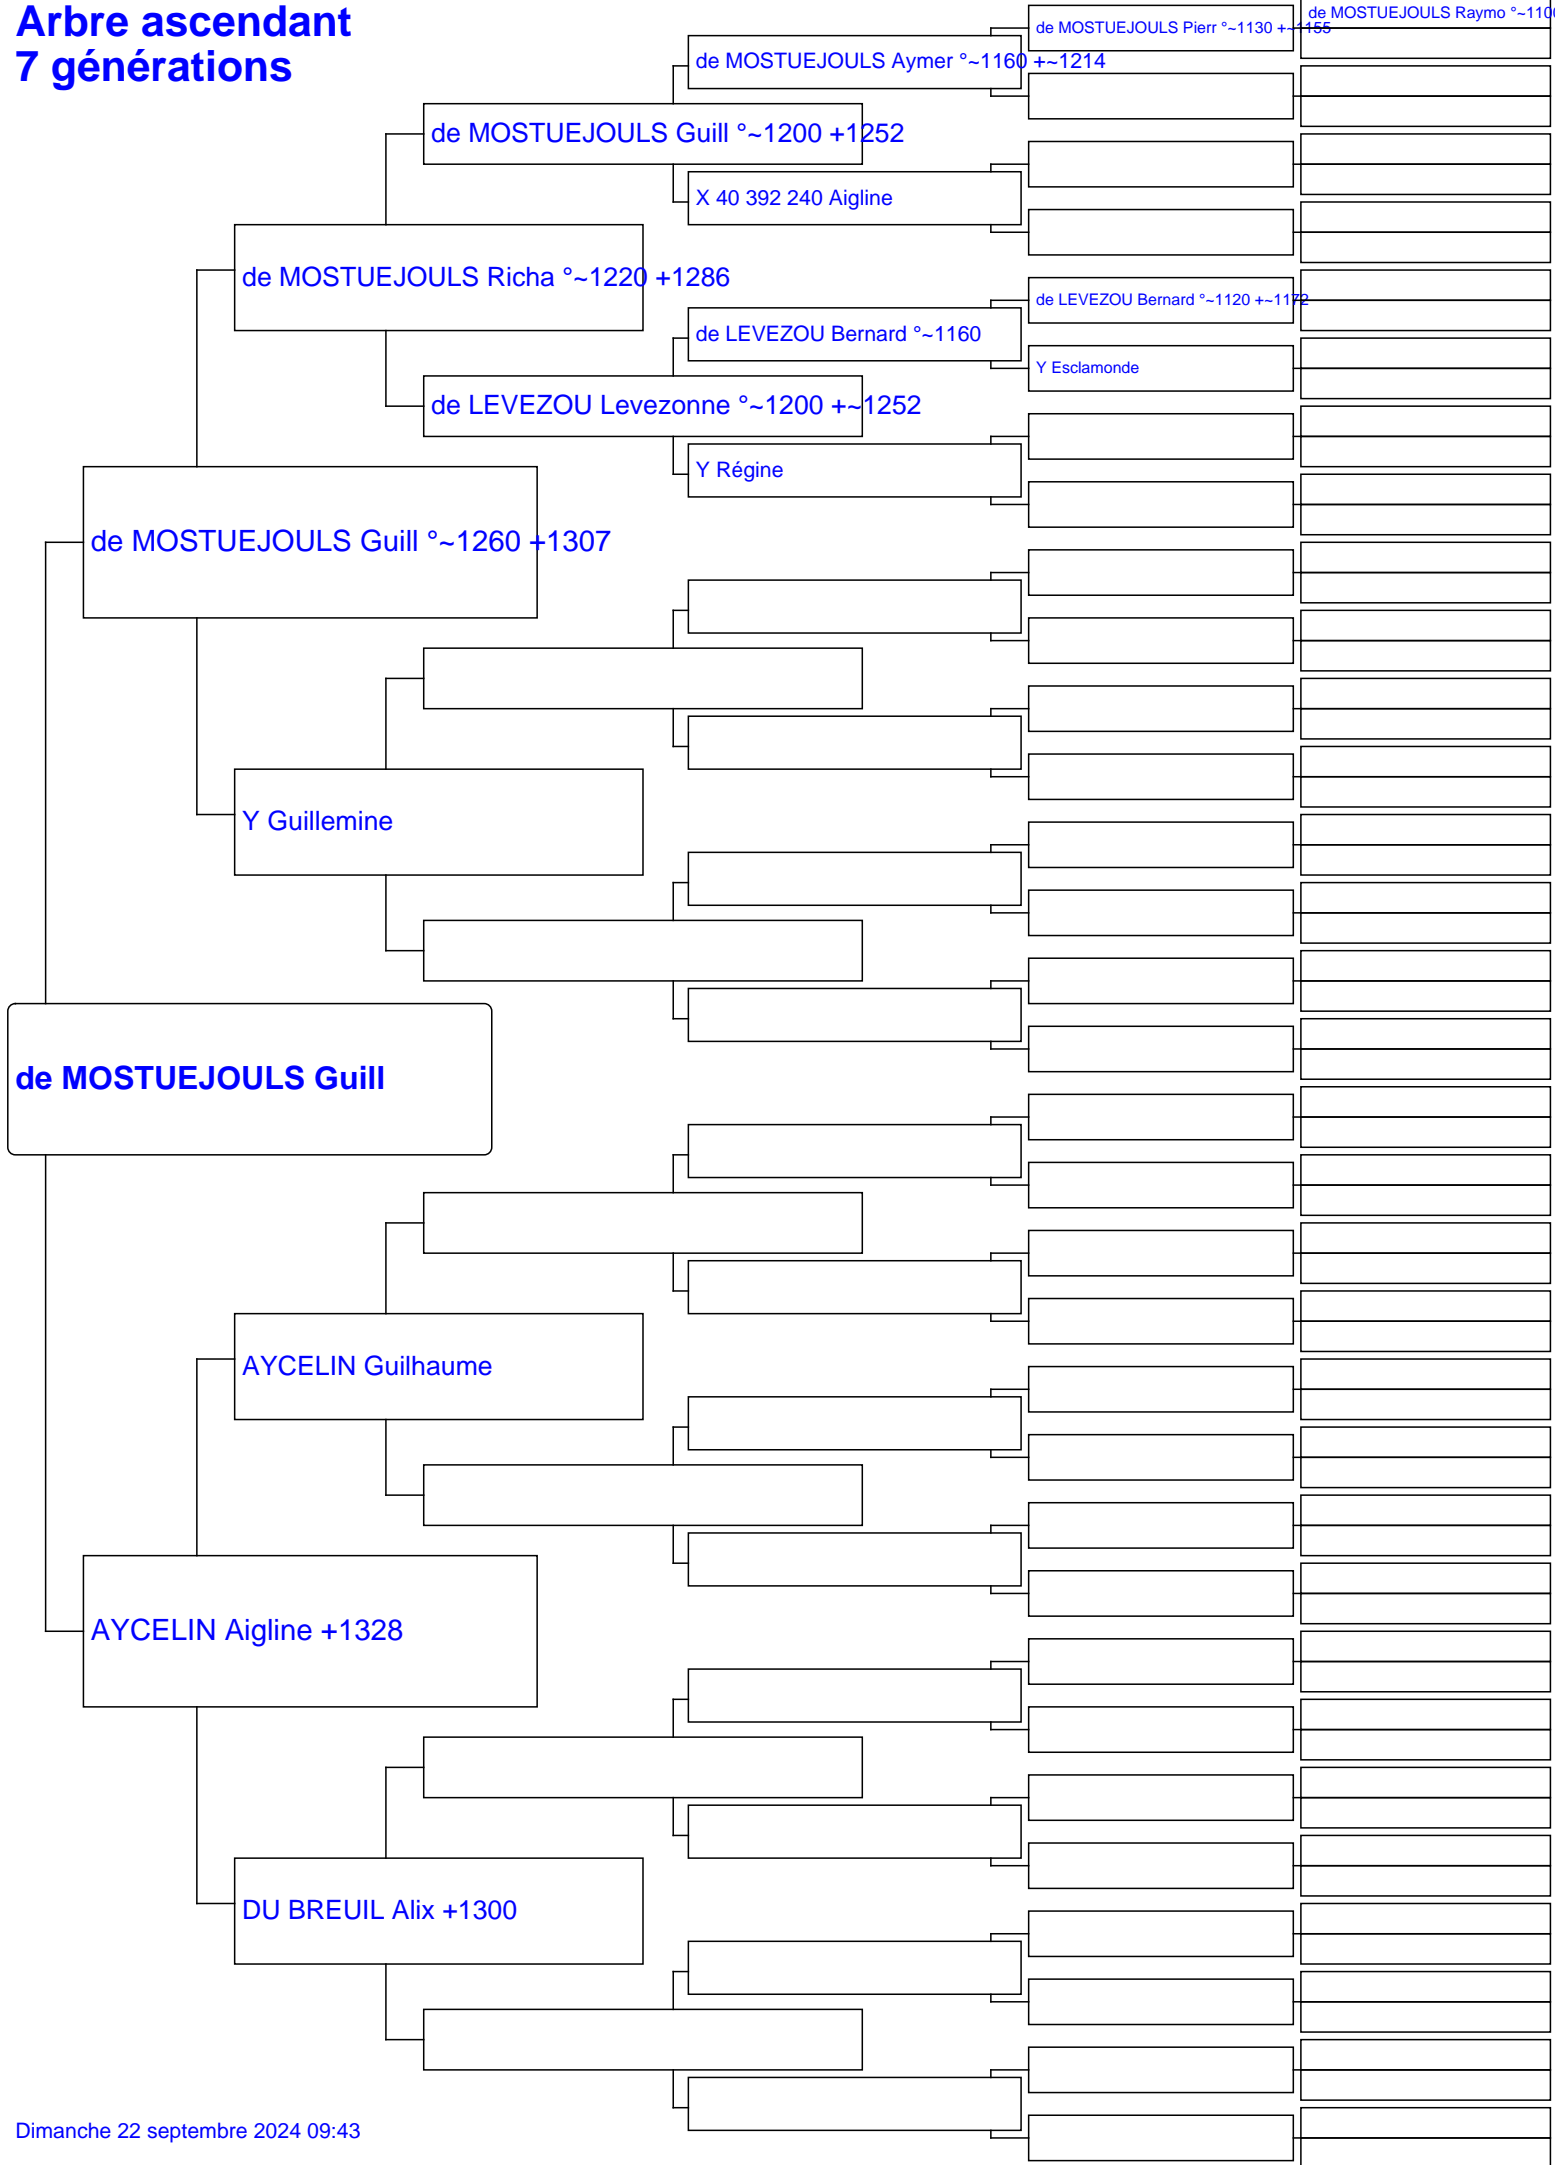 Arbre ascendant
7 générations
de MOSTUEJOULS Raymo °~110
de MOSTUEJOULS Pierr °~1130 +~1155
de MOSTUEJOULS Aymer °~1160 +~1214
de MOSTUEJOULS Guill °~1200 +1252
X 40 392 240 Aigline
de MOSTUEJOULS Richa °~1220 +1286
de LEVEZOU Bernard °~1120 +~1172
de LEVEZOU Bernard °~1160
Y Esclamonde
de LEVEZOU Levezonne °~1200 +~1252
Y Régine
de MOSTUEJOULS Guill °~1260 +1307
Y Guillemine
de MOSTUEJOULS Guill
AYCELIN Guilhaume
AYCELIN Aigline +1328
DU BREUIL Alix +1300
Dimanche 22 septembre 2024 09:43